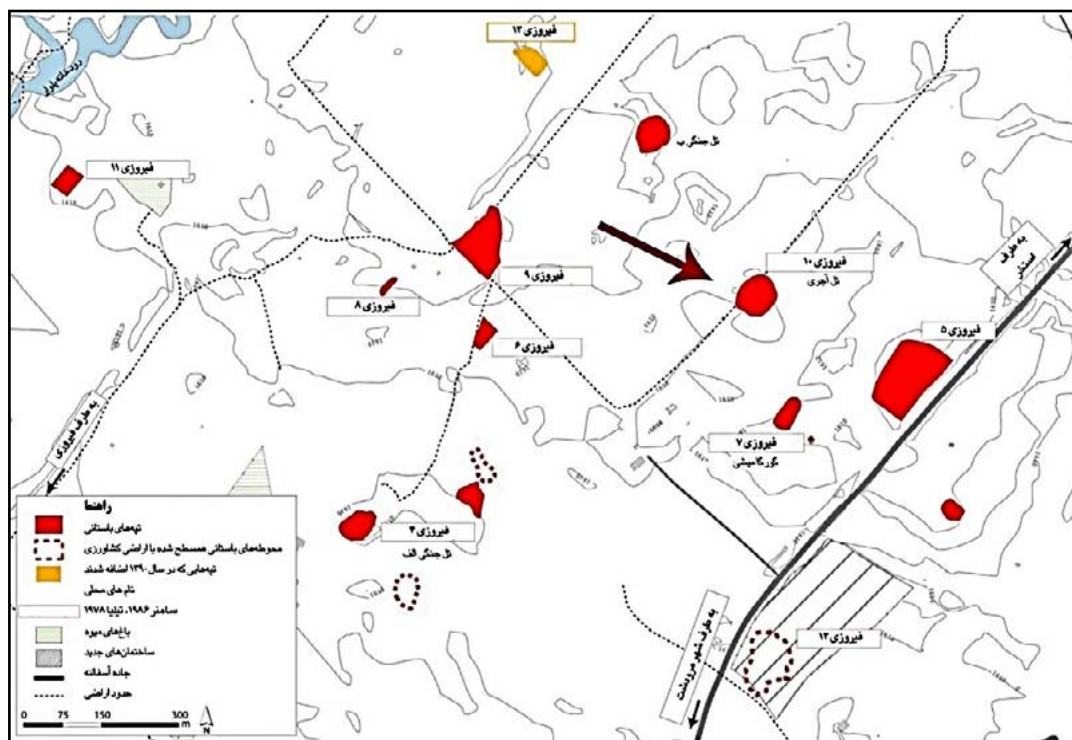 فیروزی ۱۳
رودخانه پلوار
تل جنگی ب
فیروزی ۱۱
به طرف
استخر
فیروزی ۱۰
تل آجری
فیروزی ۹
فیروزی ۸
فیروزی ۵
فیروزی ۶
فیروزی ۷
گورگامیشی
به طرف فیروزی
فیروزی ۴
تل جنگی الف
به طرف شهر مرودشت
فیروزی ۱۲
راهنما
تپه‌های باستانی
محوطه‌های باستانی همسطح شده با اراضی کشاورزی
تپه‌هایی که در سال ۱۳۹۰ اضافه شدند
نام های محلی
سامنر ۱۹۸۶، تیلیا ۱۹۷۸
باغ‌های میوه
ساختمان‌های جدید
جاده آسفالته
حدود اراضی
0 75 150 300
m
N